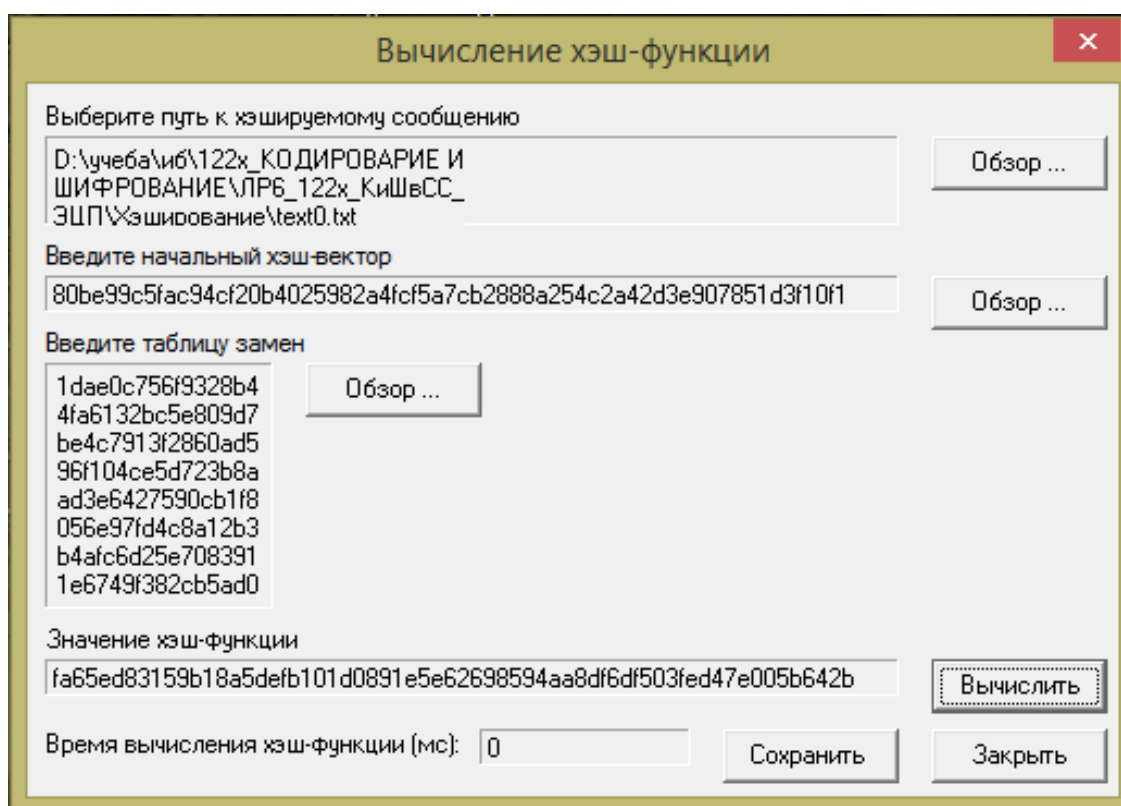 Вычисление хэш-функции
Выберите путь к хэшируемому сообщению
D:\учеба\иб\122х_КОДИРОВАРИЕ И
ШИФРОВАНИЕ\ЛР6_122х_КиШвСС_
ЭЦП\Хэширование\text0.txt
Обзор ...
Введите начальный хэш-вектор
80be99c5fac94cf20b4025982a4fcf5a7cb2888a254c2a42d3e907851d3f10f1
Обзор ...
Введите таблицу замен
1dae0c756f9328b4
4fa6132bc5e809d7
be4c7913f2860ad5
96f104ce5d723b8a
ad3e6427590cb1f8
056e97fd4c8a12b3
b4afc6d25e708391
1e6749f382cb5ad0
Обзор ...
Значение хэш-функции
fa65ed83159b18a5defb101d0891e5e62698594aa8df6df503fed47e005b642b
Вычислить
Время вычисления хэш-функции (мс): 0
Сохранить
Закрыть